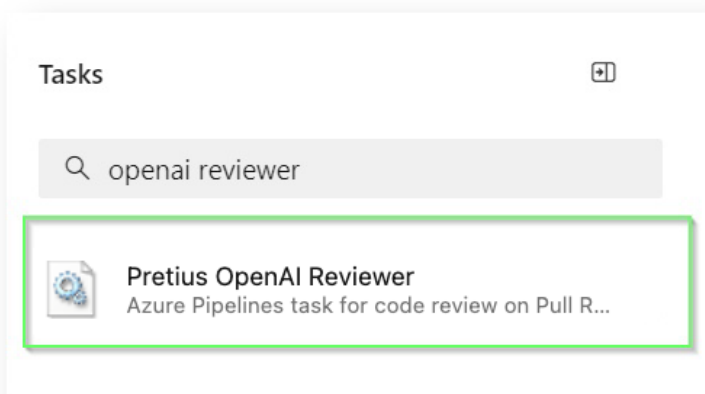 Tasks
openai reviewer
Pretius OpenAI Reviewer
Azure Pipelines task for code review on Pull R...